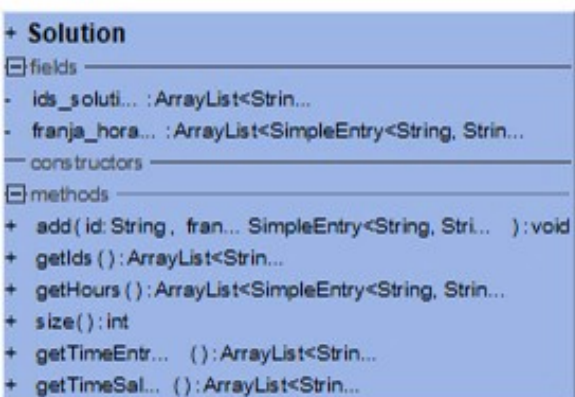 + Solution
fields
- ids_soluti... : ArrayList<Strin...
- franja_hora... : ArrayList<SimpleEntry<String, Strin...
constructors
methods
+ add( id: String, fran... SimpleEntry<String, Stri... ) : void
+ getIds () : ArrayList<Strin...
+ getHours () : ArrayList<SimpleEntry<String, Strin...
+ size() : int
+ getTimeEntr... () : ArrayList<Strin...
+ getTimeSal... () : ArrayList<Strin...